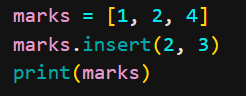 marks = [1, 2, 4]
marks.insert(2, 3)
print(marks)